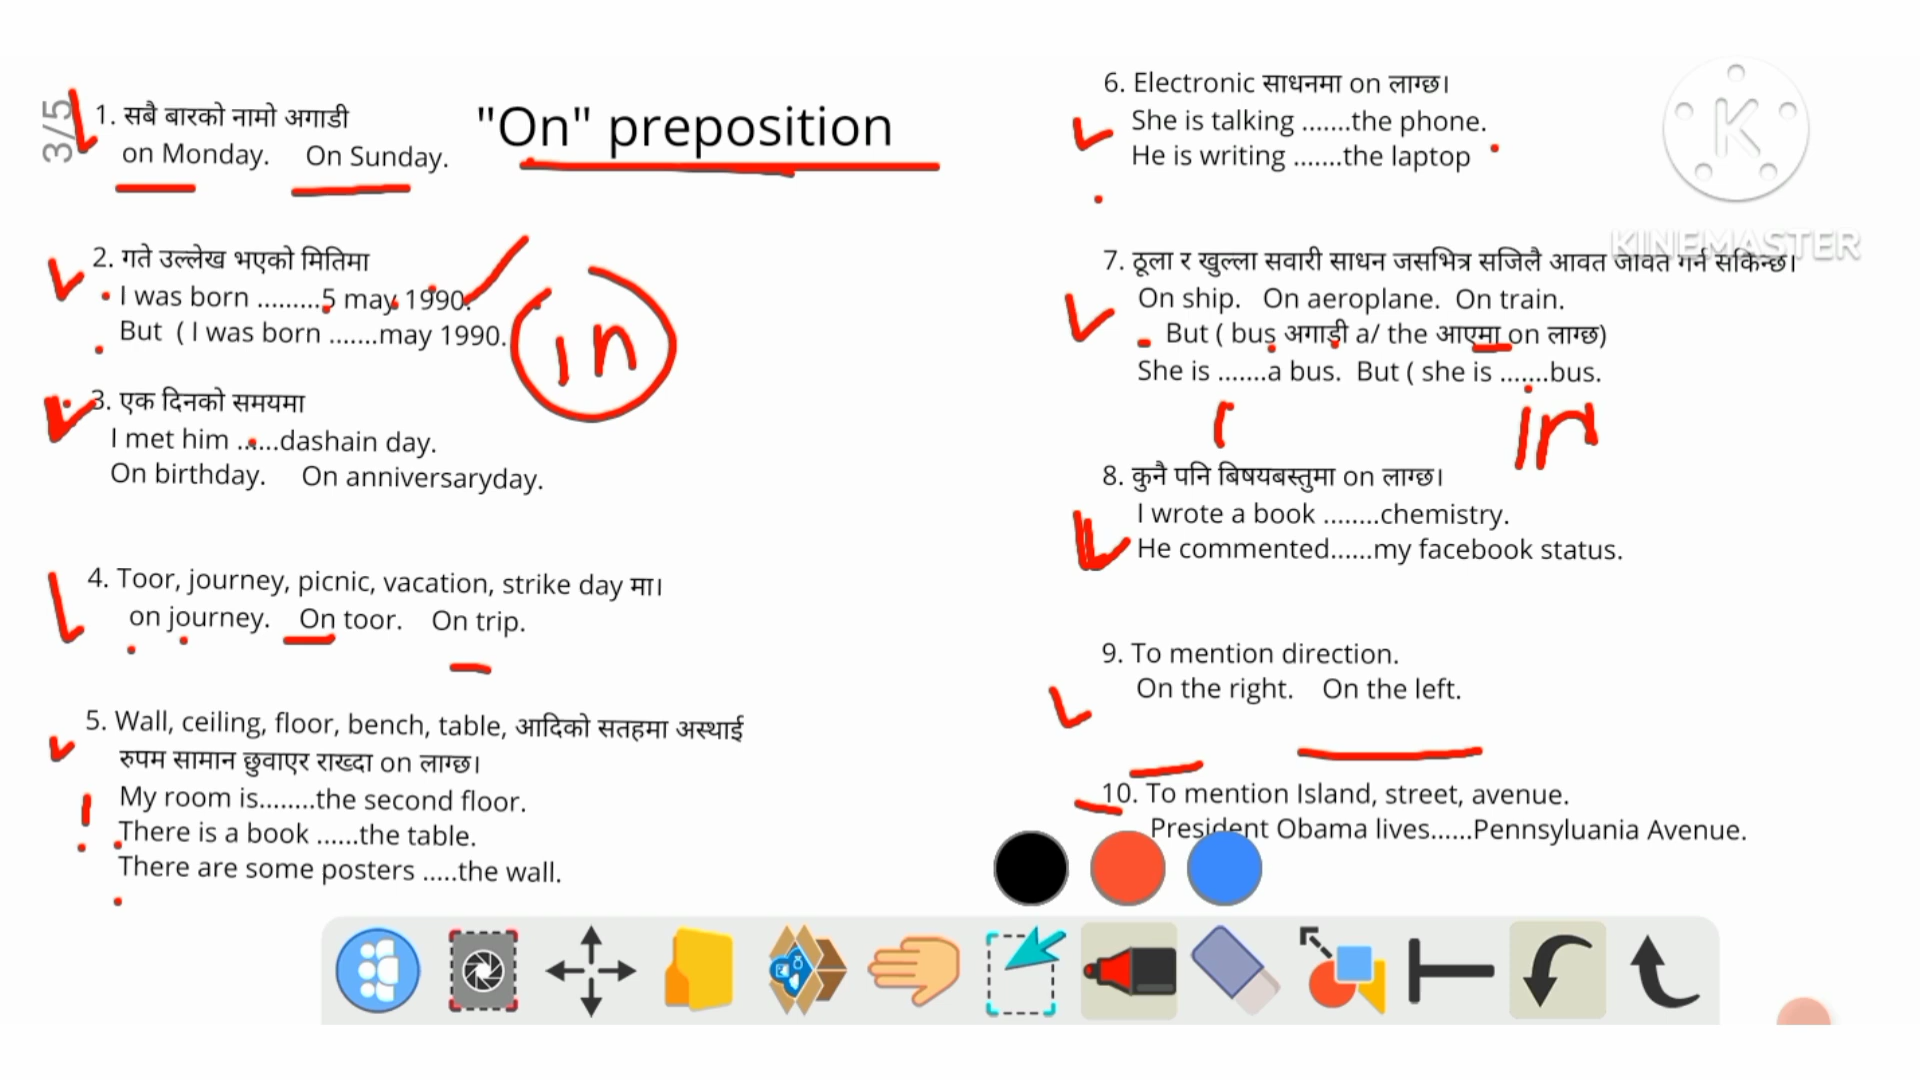 3/5
"On" preposition
1. सबै बारको नामो अगाडी
on Monday. On Sunday.
2. गते उल्लेख भएको मितिमा
I was born .........5 may 1990.
But ( I was born .......may 1990.
in
3. एक दिनको समयमा
I met him ......dashain day.
On birthday. On anniversaryday.
4. Toor, journey, picnic, vacation, strike day मा।
on journey. On toor. On trip.
5. Wall, ceiling, floor, bench, table, आदिको सतहमा अस्थाई
रुपम सामान छुवाएर राख्दा on लाग्छ।
My room is........the second floor.
There is a book ......the table.
There are some posters .....the wall.
6. Electronic साधनमा on लाग्छ।
She is talking .......the phone.
He is writing .......the laptop
7. ठूला र खुल्ला सवारी साधन जसभित्र सजिलै आवत जावत गर्न सकिन्छ।
On ship. On aeroplane. On train.
But ( bus अगाडी a/ the आएमा on लाग्छ)
She is .......a bus. But ( she is .......bus.
in
8. कुनै पनि बिषयबस्तुमा on लाग्छ।
I wrote a book ........chemistry.
He commented......my facebook status.
9. To mention direction.
On the right. On the left.
10. To mention Island, street, avenue.
President Obama lives......Pennsyluania Avenue.
K
KINEMASTER